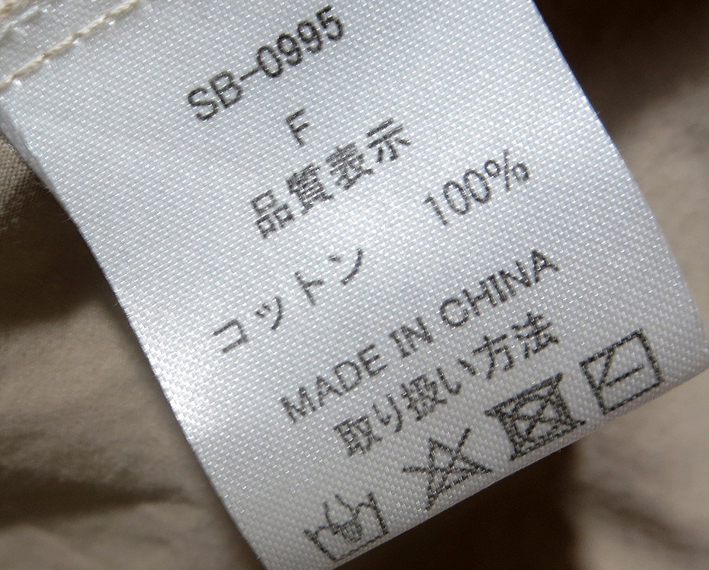 SB-0995
F
品質表示
コットン 100%
MADE IN CHINA
取り扱い方法